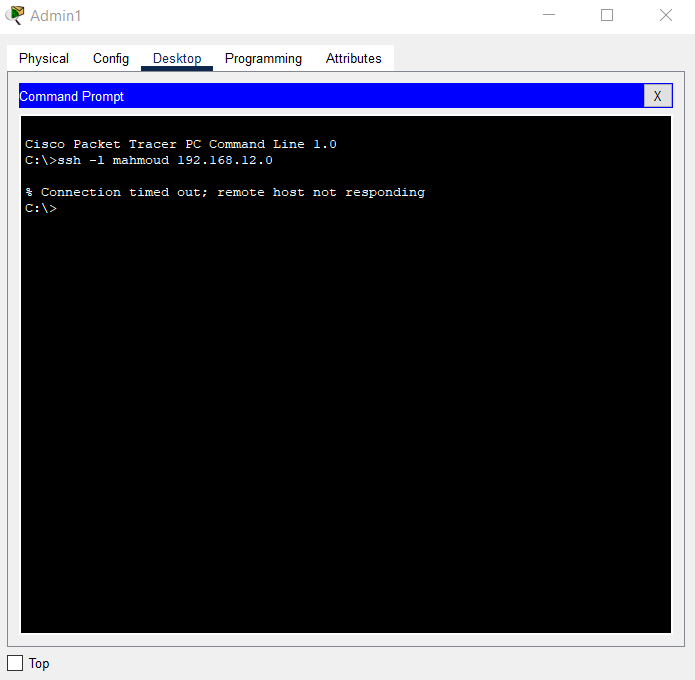 Admin1
Physical Config Desktop Programming Attributes
Command Prompt X
Cisco Packet Tracer PC Command Line 1.0
C:\>ssh -l mahmoud 192.168.12.0
% Connection timed out; remote host not responding
C:\>
Top